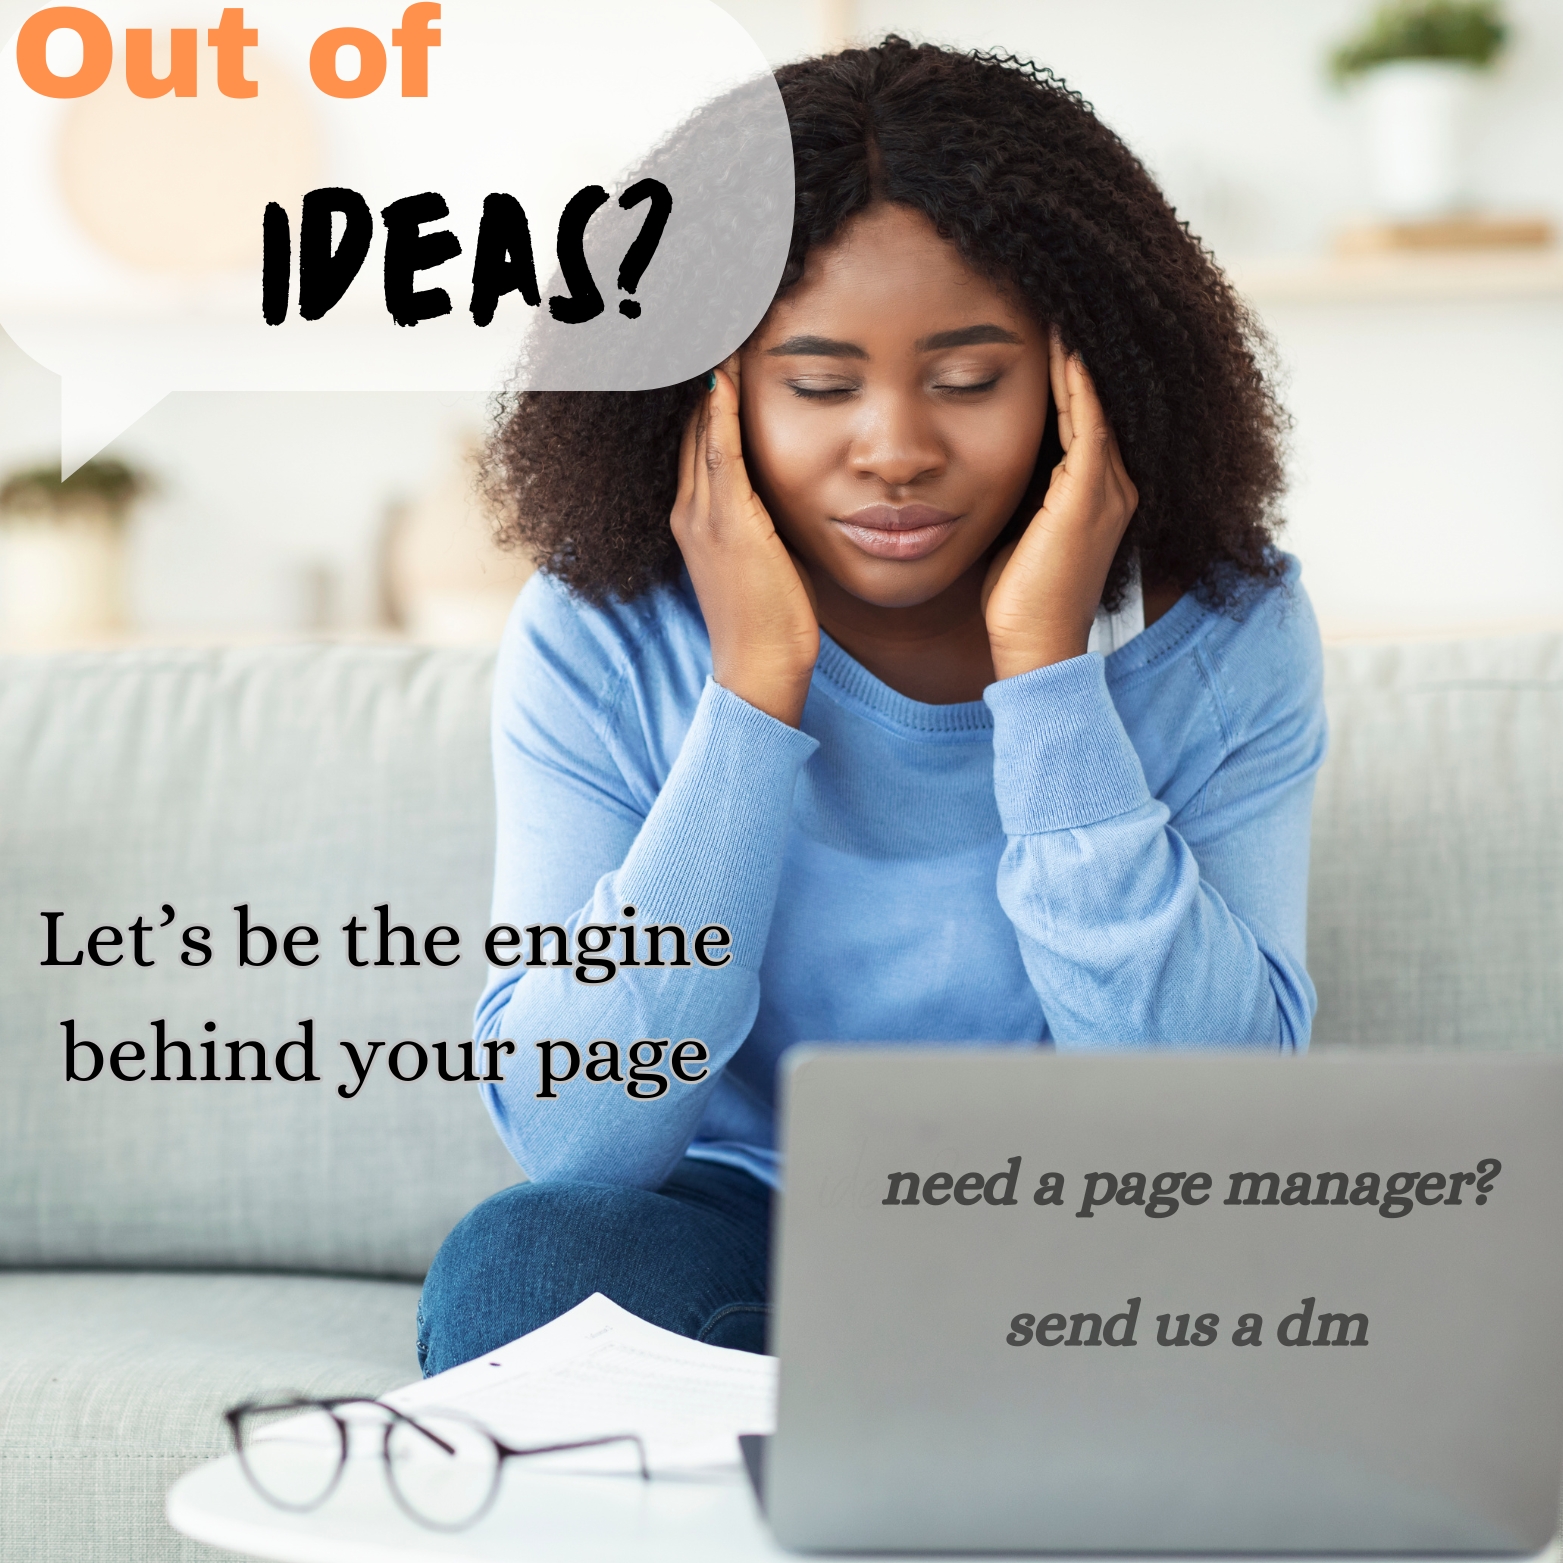 Out of
IDEAS?
Let's be the engine
behind your page
need a page manager?
send us a dm